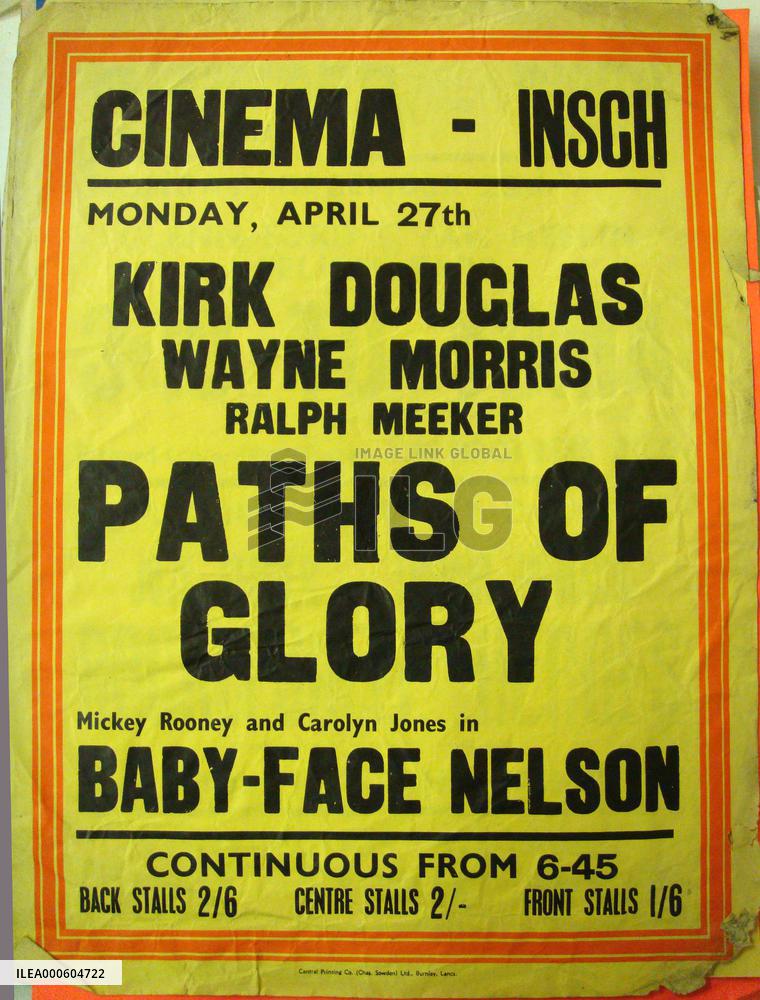 CINEMA - INSCH
MONDAY, APRIL 27th
KIRK DOUGLAS
WAYNE MORRIS
RALPH MEEKER
IMAGE LINK GLOBAL
ILG
PATHS OF
GLORY
Mickey Rooney and Carolyn Jones in
BABY-FACE NELSON
CONTINUOUS FROM 6-45
BACK STALLS 2/6 CENTRE STALLS 2/- FRONT STALLS 1/6
Central Printing Co. (Chas. Sowden) Ltd., Burnley, Lancs.
ILEA000604722